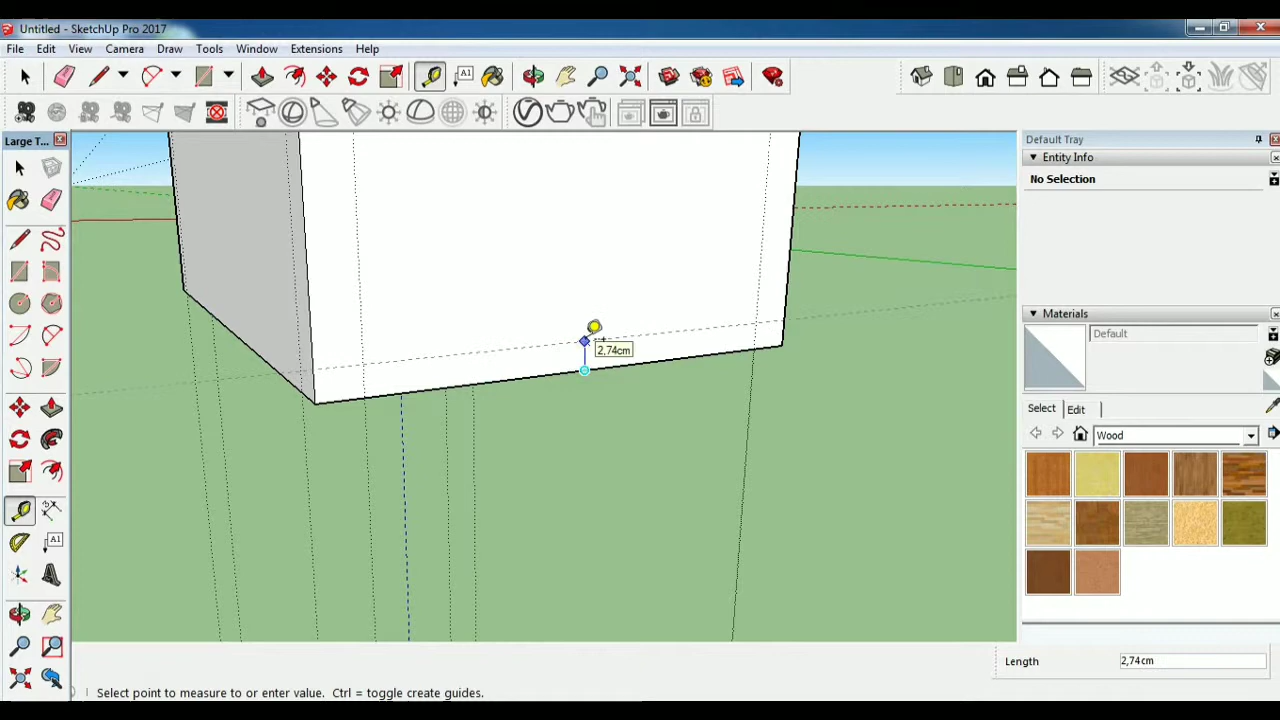 Untitled - SketchUp Pro 2017
File Edit View Camera Draw Tools Window Extensions Help
A1
Large T...
Default Tray
Entity Info
No Selection
2,74cm
Materials
Default
Select Edit
Wood
A1
Length 2,74cm
Select point to measure to or enter value. Ctrl = toggle create guides.